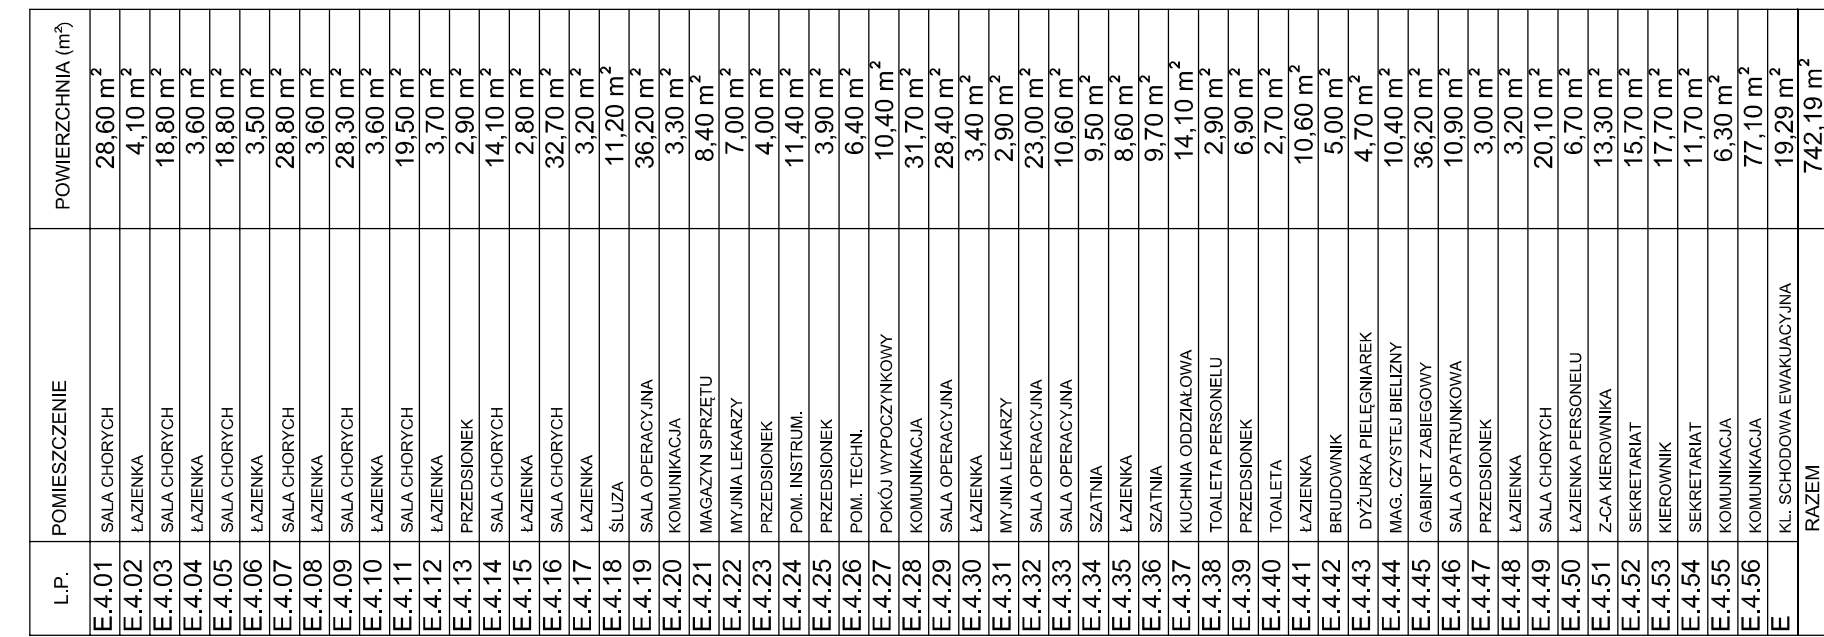 L.P. POMIESZCZENIE POWIERZCHNIA (m²)
E.4.01 SALA CHORYCH 28,60 m²
E.4.02 ŁAZIENKA 4,10 m²
E.4.03 SALA CHORYCH 18,80 m²
E.4.04 ŁAZIENKA 3,60 m²
E.4.05 SALA CHORYCH 18,80 m²
E.4.06 ŁAZIENKA 3,50 m²
E.4.07 SALA CHORYCH 28,80 m²
E.4.08 ŁAZIENKA 3,60 m²
E.4.09 SALA CHORYCH 28,30 m²
E.4.10 ŁAZIENKA 3,60 m²
E.4.11 SALA CHORYCH 19,50 m²
E.4.12 ŁAZIENKA 3,70 m²
E.4.13 PRZEDSIONEK 2,90 m²
E.4.14 SALA CHORYCH 14,10 m²
E.4.15 ŁAZIENKA 2,80 m²
E.4.16 SALA CHORYCH 32,70 m²
E.4.17 ŁAZIENKA 3,20 m²
E.4.18 ŚLUZA 11,20 m²
E.4.19 SALA OPERACYJNA 36,20 m²
E.4.20 KOMUNIKACJA 3,30 m²
E.4.21 MAGAZYN SPRZĘTU 8,40 m²
E.4.22 MYJNIA LEKARZY 7,00 m²
E.4.23 PRZEDSIONEK 4,00 m²
E.4.24 POM. INSTRUM. 11,40 m²
E.4.25 PRZEDSIONEK 3,90 m²
E.4.26 POM. TECHN. 6,40 m²
E.4.27 POKÓJ WYPOCZYNKOWY 10,40 m²
E.4.28 KOMUNIKACJA 31,70 m²
E.4.29 SALA OPERACYJNA 28,40 m²
E.4.30 ŁAZIENKA 3,40 m²
E.4.31 MYJNIA LEKARZY 2,90 m²
E.4.32 SALA OPERACYJNA 23,00 m²
E.4.33 SALA OPERACYJNA 10,60 m²
E.4.34 SZATNIA 9,50 m²
E.4.35 ŁAZIENKA 8,60 m²
E.4.36 SZATNIA 9,70 m²
E.4.37 KUCHNIA ODDZIAŁOWA 14,10 m²
E.4.38 TOALETA PERSONELU 2,90 m²
E.4.39 PRZEDSIONEK 6,90 m²
E.4.40 TOALETA 2,70 m²
E.4.41 ŁAZIENKA 10,60 m²
E.4.42 BRUDOWNIK 5,00 m²
E.4.43 DYŻURKA PIELĘGNIAREK 4,70 m²
E.4.44 MAG. CZYSTEJ BIELIZNY 10,40 m²
E.4.45 GABINET ZABIEGOWY 36,20 m²
E.4.46 SALA OPATRUNKOWA 10,90 m²
E.4.47 PRZEDSIONEK 3,00 m²
E.4.48 ŁAZIENKA 3,20 m²
E.4.49 SALA CHORYCH 20,10 m²
E.4.50 ŁAZIENKA PERSONELU 6,70 m²
E.4.51 Z-CA KIEROWNIKA 13,30 m²
E.4.52 SEKRETARIAT 15,70 m²
E.4.53 KIEROWNIK 17,70 m²
E.4.54 SEKRETARIAT 11,70 m²
E.4.55 KOMUNIKACJA 6,30 m²
E.4.56 KOMUNIKACJA 77,10 m²
E KL. SCHODOWA EWAKUACYJNA 19,29 m²
RAZEM 742,19 m²